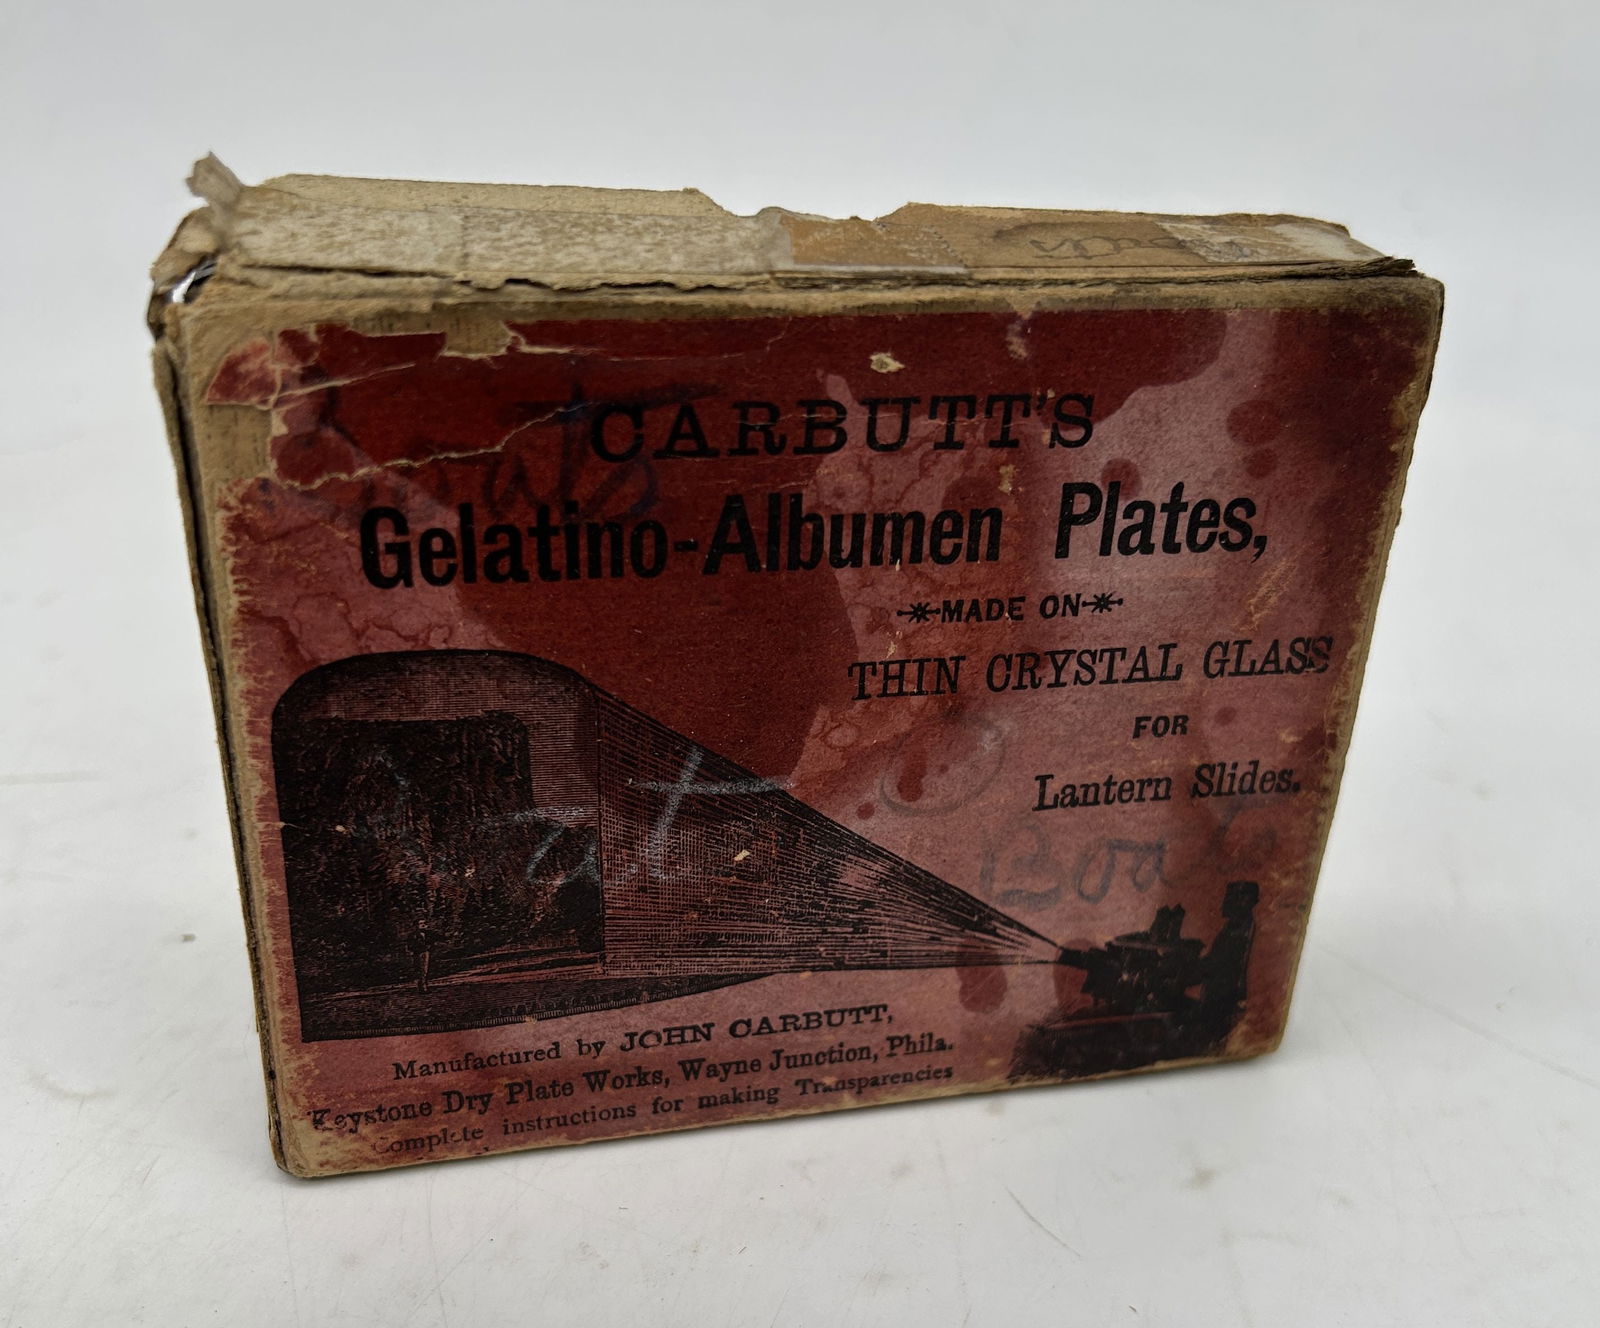 CARBUTT'S
Gelatino-Albumen Plates,
MADE ON
THIN CRYSTAL GLASS
FOR
Lantern Slides.
Boats
Manufactured by JOHN CARBUTT,
Keystone Dry Plate Works, Wayne Junction, Phila.
Complete instructions for making Transparencies